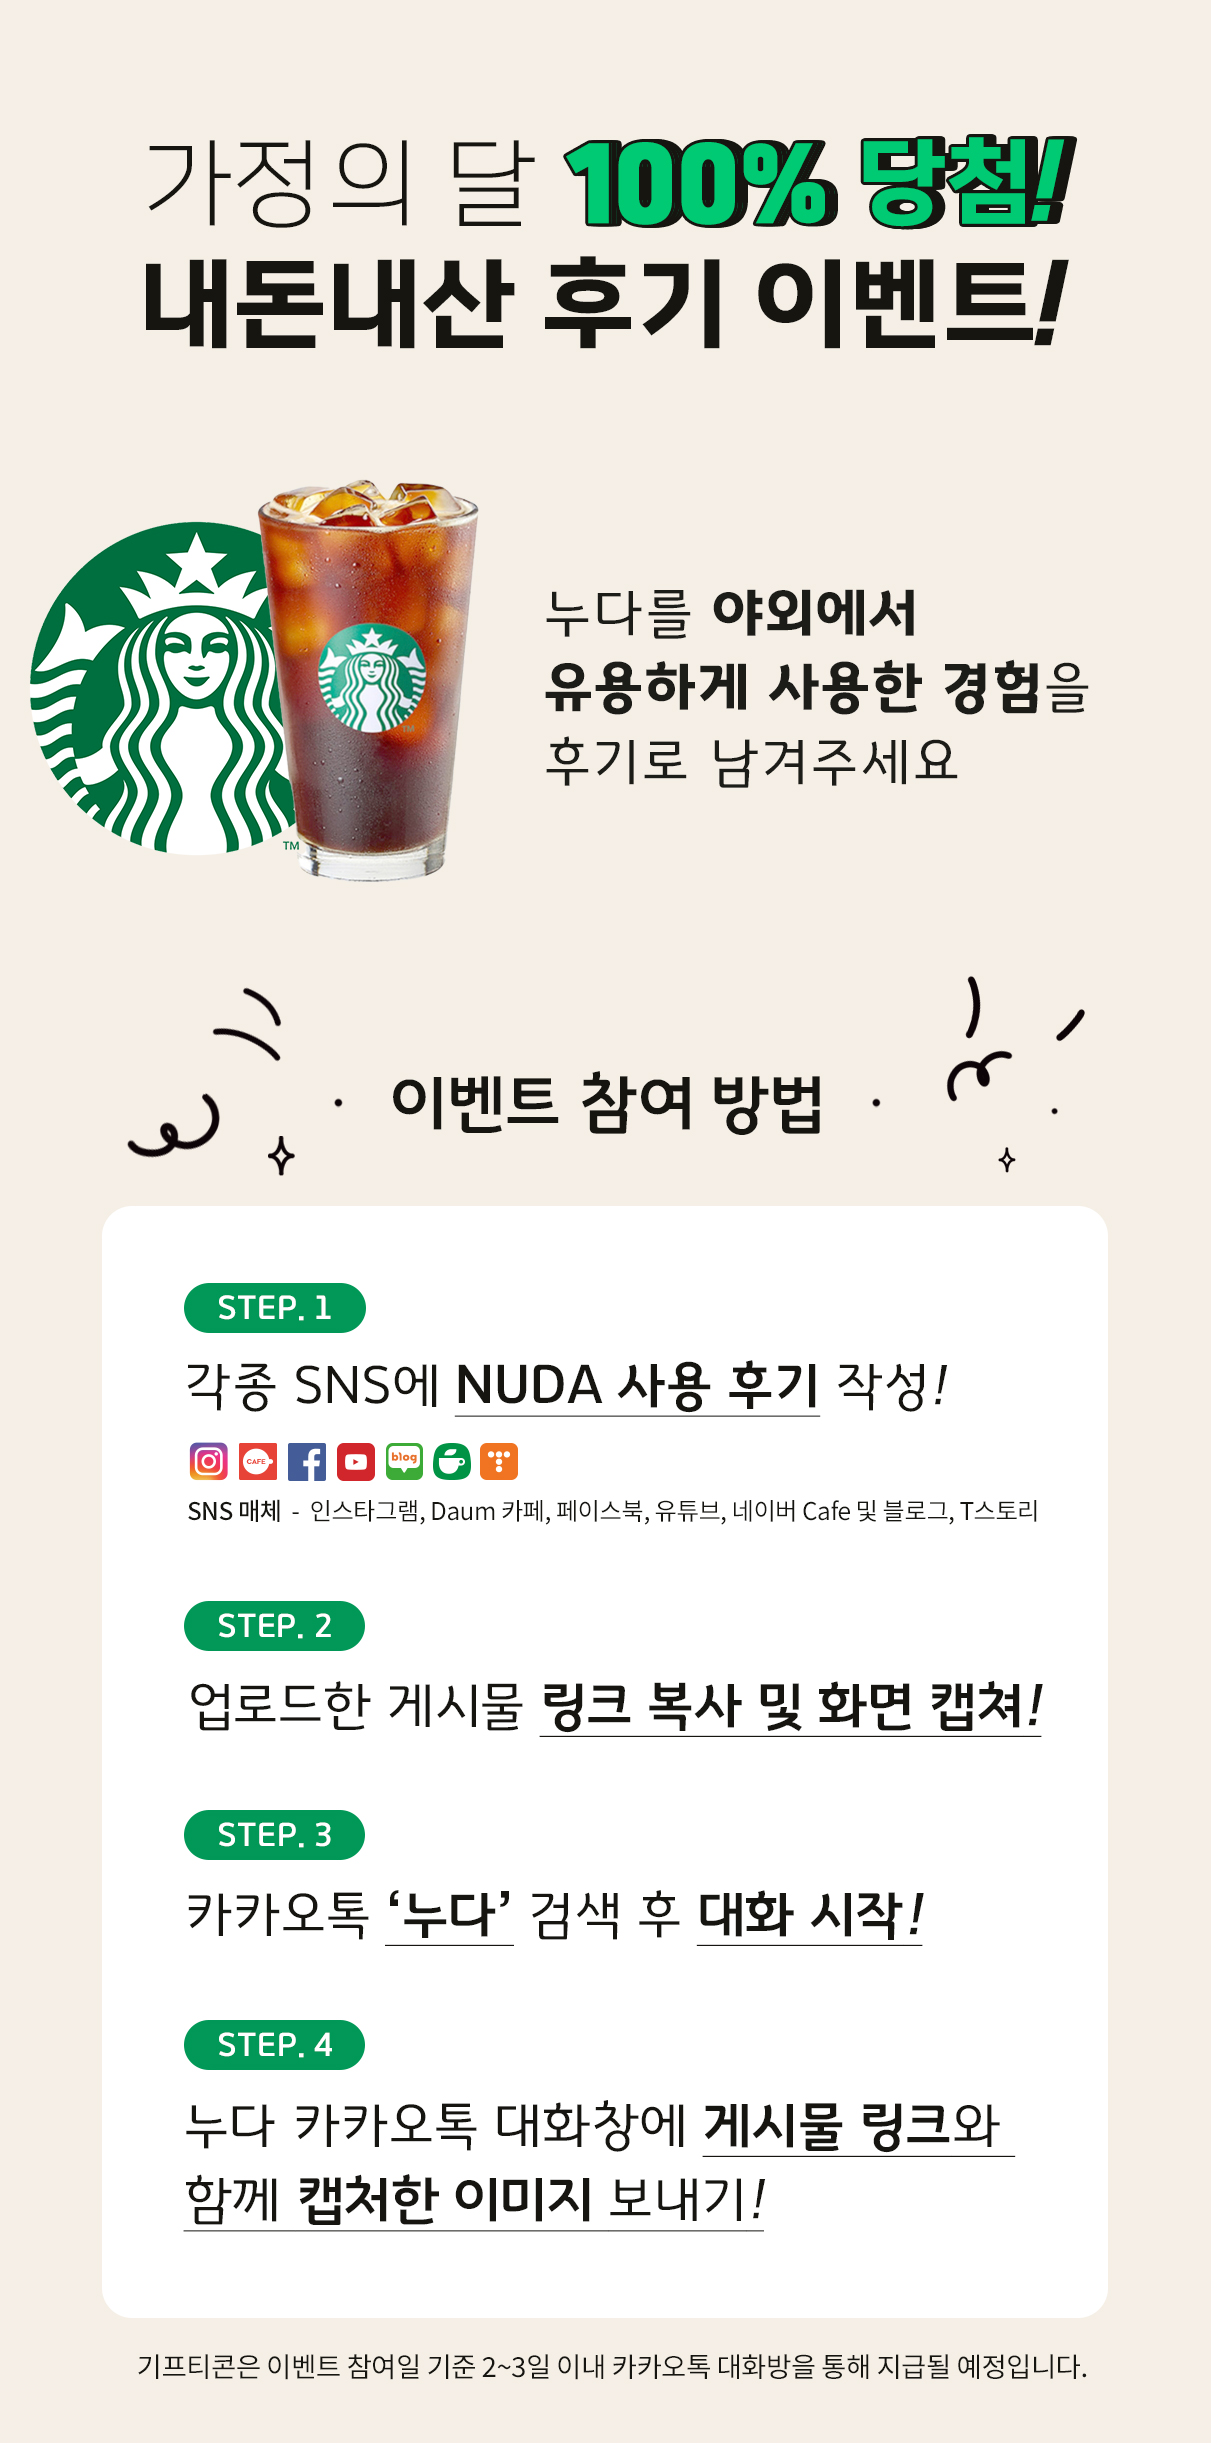 가정의 달 100% 당첨!
내돈내산 후기 이벤트!
TM
TM
누다를 야외에서
유용하게 사용한 경험을
후기로 남겨주세요
이벤트 참여 방법
STEP. 1
각종 SNS에 NUDA 사용 후기 작성!
CAFE
blog
SNS 매체 - 인스타그램, Daum 카페, 페이스북, 유튜브, 네이버 Cafe 및 블로그, T스토리
STEP. 2
업로드한 게시물 링크 복사 및 화면 캡쳐!
STEP. 3
카카오톡 ‘누다’ 검색 후 대화 시작!
STEP. 4
누다 카카오톡 대화창에 게시물 링크와
함께 캡처한 이미지 보내기!
기프티콘은 이벤트 참여일 기준 2~3일 이내 카카오톡 대화방을 통해 지급될 예정입니다.